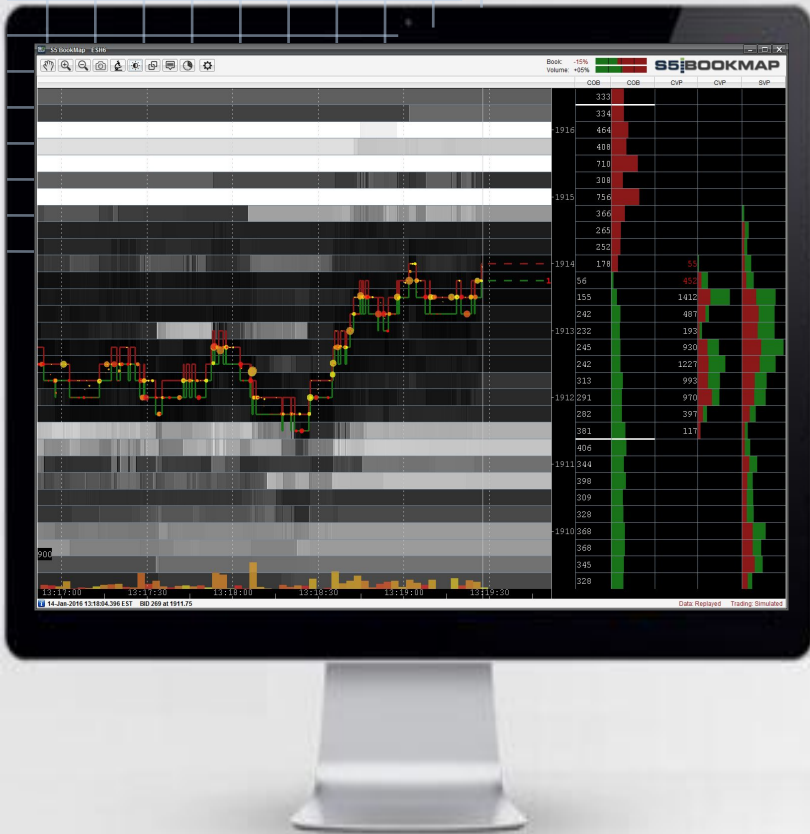 S5 BookMap - ESH6
Book: -15%
Volume: +05%
S5 BOOKMAP
COB COB CVP CVP SVP
333
334
1916 464
408
710
308
1915 756
366
265
252
1914 178 55
56 452
1
155 1412
242 487
1913 232 193
245 930
242 1227
313 993
1912 291 970
282 397
381 117
406
1911 344
398
309
328
1910 368
368
900
345
328
13:17:00 13:17:30 13:18:00 13:18:30 13:19:00 13:19:30
14-Jan-2016 13:18:04.396 EST BID 269 at 1911.75 Data: Replayed Trading: Simulated